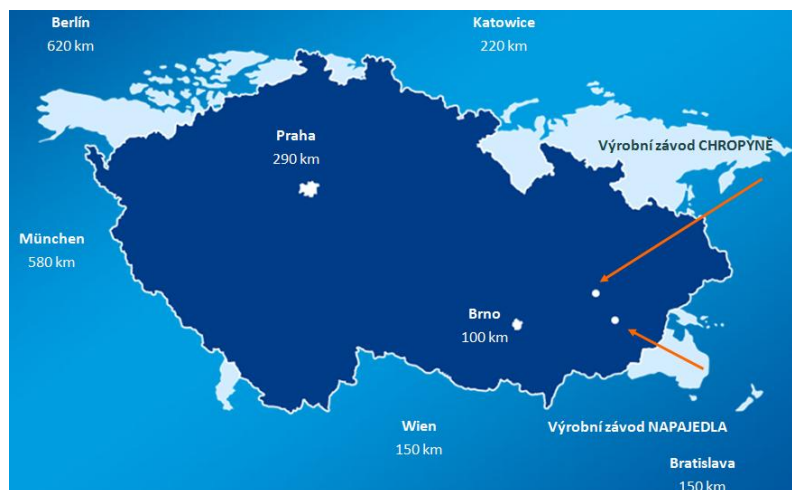 Berlín
620 km
Katowice
220 km
Praha
290 km
Výrobní závod CHROPYNĚ
München
580 km
Brno
100 km
Wien
150 km
Výrobní závod NAPAJEDLA
Bratislava
150 km